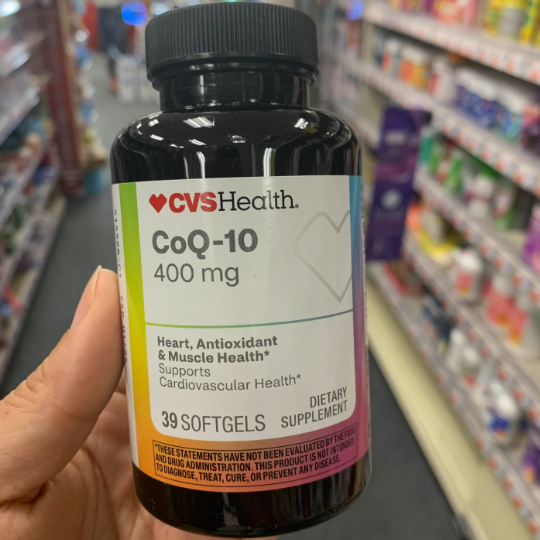 CVSHealth.
CoQ-10
400 mg
Heart, Antioxidant
& Muscle Health*
Supports
Cardiovascular Health*
39 SOFTGELS
DIETARY
SUPPLEMENT
*THESE STATEMENTS HAVE NOT BEEN EVALUATED BY THE FOOD
AND DRUG ADMINISTRATION. THIS PRODUCT IS NOT INTENDED
TO DIAGNOSE, TREAT, CURE, OR PREVENT ANY DISEASE.